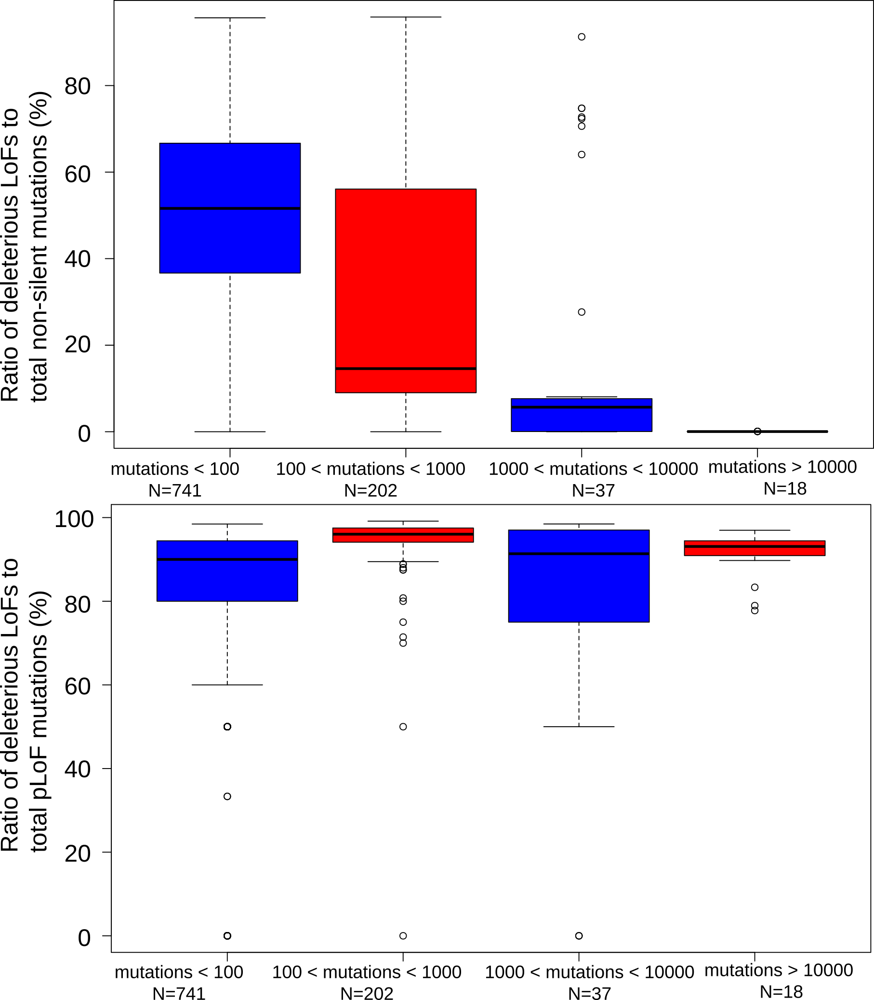 Ratio of deleterious LoFs to
total non-silent mutations (%)
80
60
40
20
0
mutations < 100
N=741
100 < mutations < 1000
N=202
1000 < mutations < 10000
N=37
mutations > 10000
N=18
Ratio of deleterious LoFs to
total pLoF mutations (%)
100
80
60
40
20
0
mutations < 100
N=741
100 < mutations < 1000
N=202
1000 < mutations < 10000
N=37
mutations > 10000
N=18